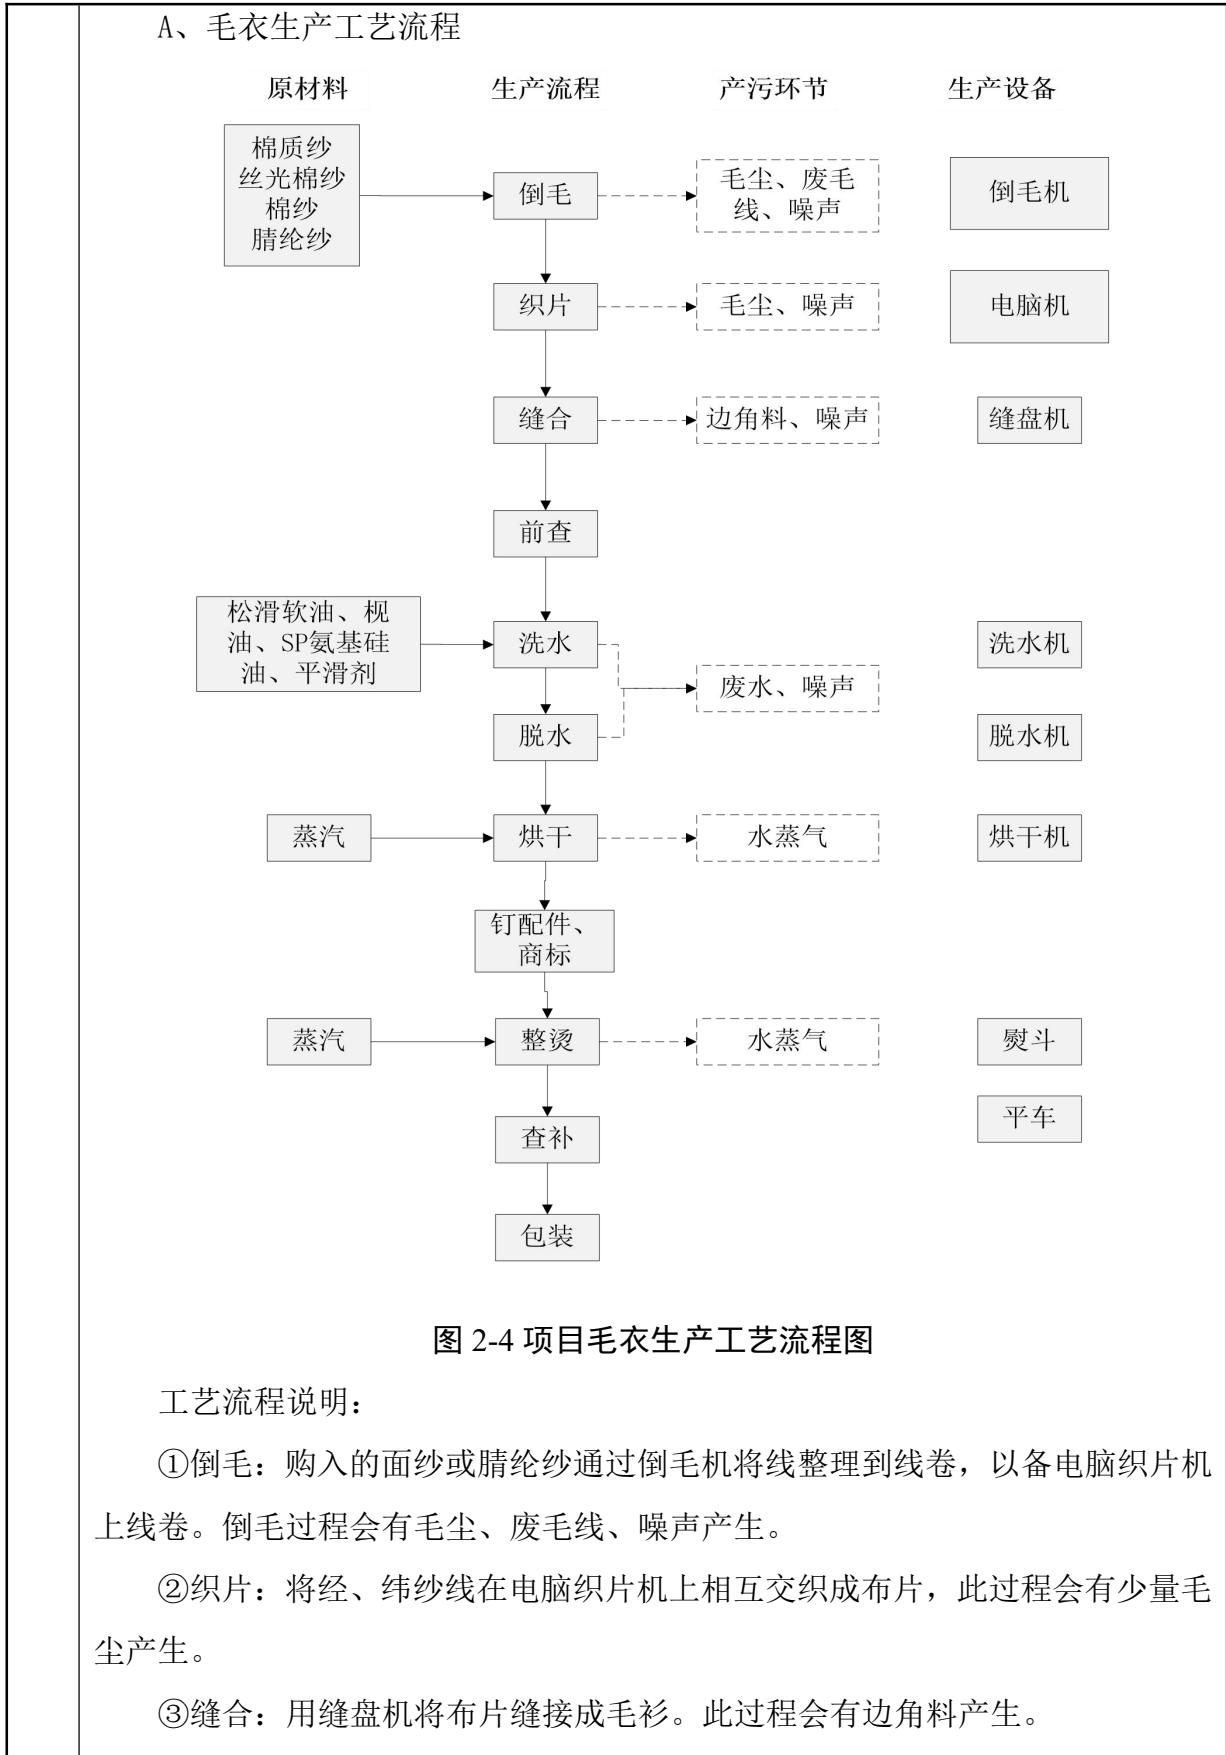 A、毛衣生产工艺流程
原材料 生产流程 产污环节 生产设备
棉质纱
丝光棉纱
棉纱
腈纶纱
倒毛
毛尘、废毛
线、噪声
倒毛机
织片
毛尘、噪声
电脑机
缝合
边角料、噪声
缝盘机
前查
松滑软油、枧
油、SP氨基硅
油、平滑剂
洗水
废水、噪声
洗水机
脱水
脱水机
蒸汽
烘干
水蒸气
烘干机
钉配件、
商标
蒸汽
整烫
水蒸气
熨斗
平车
查补
包装
图 2-4 项目毛衣生产工艺流程图
工艺流程说明：
①倒毛：购入的面纱或腈纶纱通过倒毛机将线整理到线卷，以备电脑织片机
上线卷。倒毛过程会有毛尘、废毛线、噪声产生。
②织片：将经、纬纱线在电脑织片机上相互交织成布片，此过程会有少量毛
尘产生。
③缝合：用缝盘机将布片缝接成毛衫。此过程会有边角料产生。